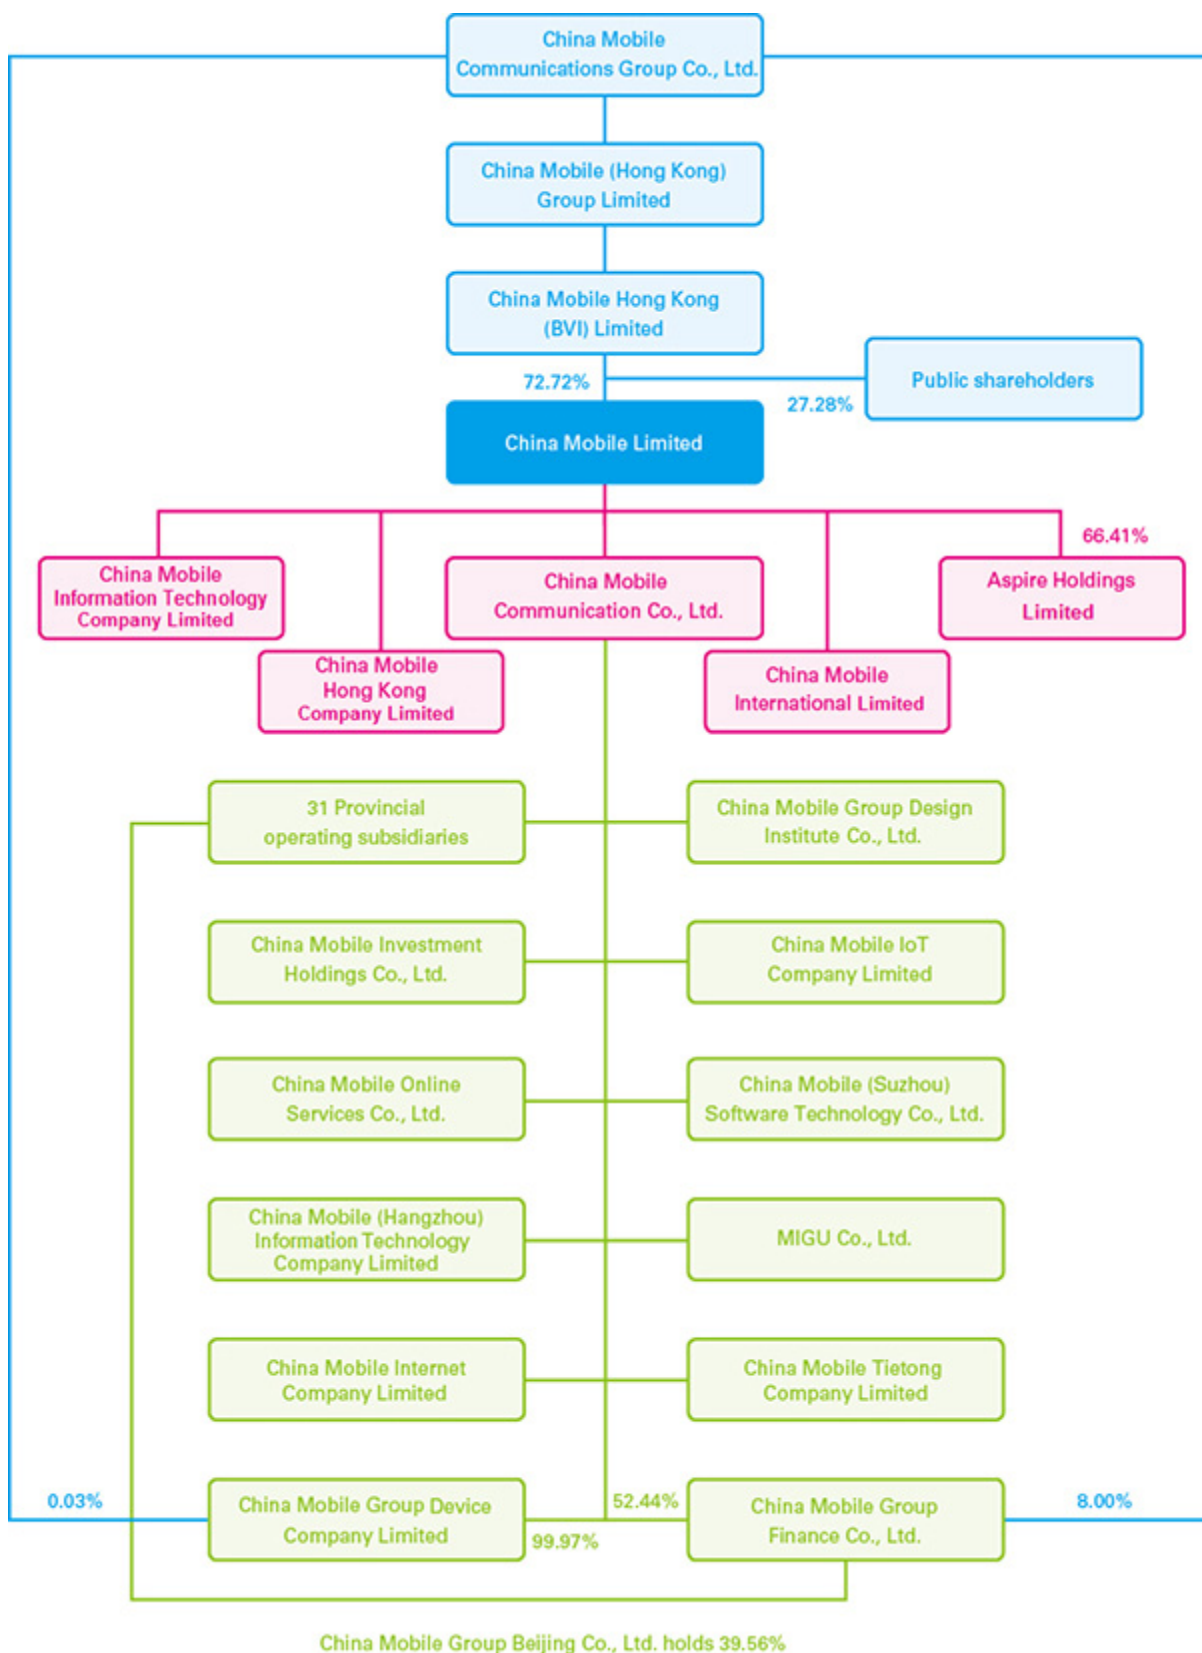 China Mobile
Communications Group Co., Ltd.
China Mobile (Hong Kong)
Group Limited
China Mobile Hong Kong
(BVI) Limited
72.72%
Public shareholders
27.28%
China Mobile Limited
66.41%
China Mobile
Information Technology
Company Limited
China Mobile
Communication Co., Ltd.
Aspire Holdings
Limited
China Mobile
Hong Kong
Company Limited
China Mobile
International Limited
31 Provincial
operating subsidiaries
China Mobile Group Design
Institute Co., Ltd.
China Mobile Investment
Holdings Co., Ltd.
China Mobile IoT
Company Limited
China Mobile Online
Services Co., Ltd.
China Mobile (Suzhou)
Software Technology Co., Ltd.
China Mobile (Hangzhou)
Information Technology
Company Limited
MIGU Co., Ltd.
China Mobile Internet
Company Limited
China Mobile Tietong
Company Limited
0.03%
China Mobile Group Device
Company Limited
99.97%
52.44%
China Mobile Group
Finance Co., Ltd.
8.00%
China Mobile Group Beijing Co., Ltd. holds 39.56%